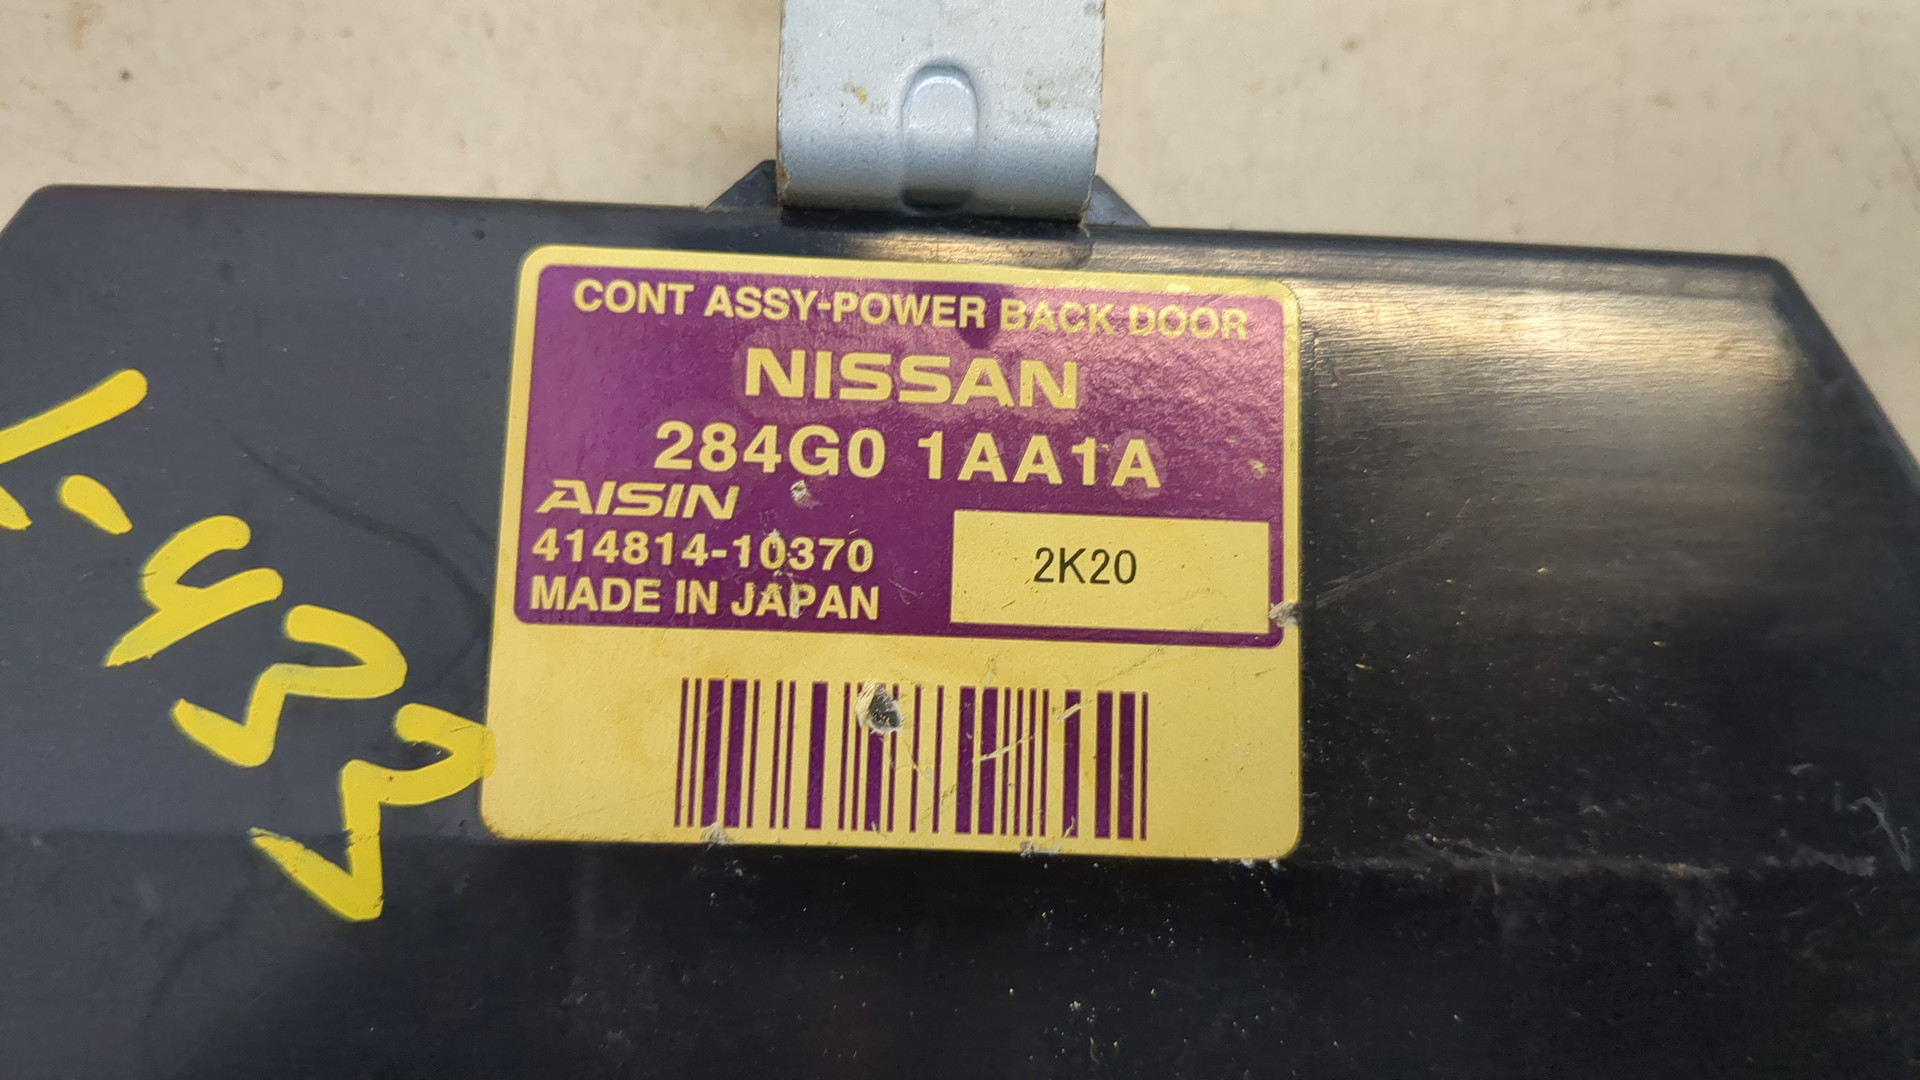 CONT ASSY-POWER BACK DOOR
NISSAN
284G0 1AA1A
AISIN
414814-10370
2K20
MADE IN JAPAN